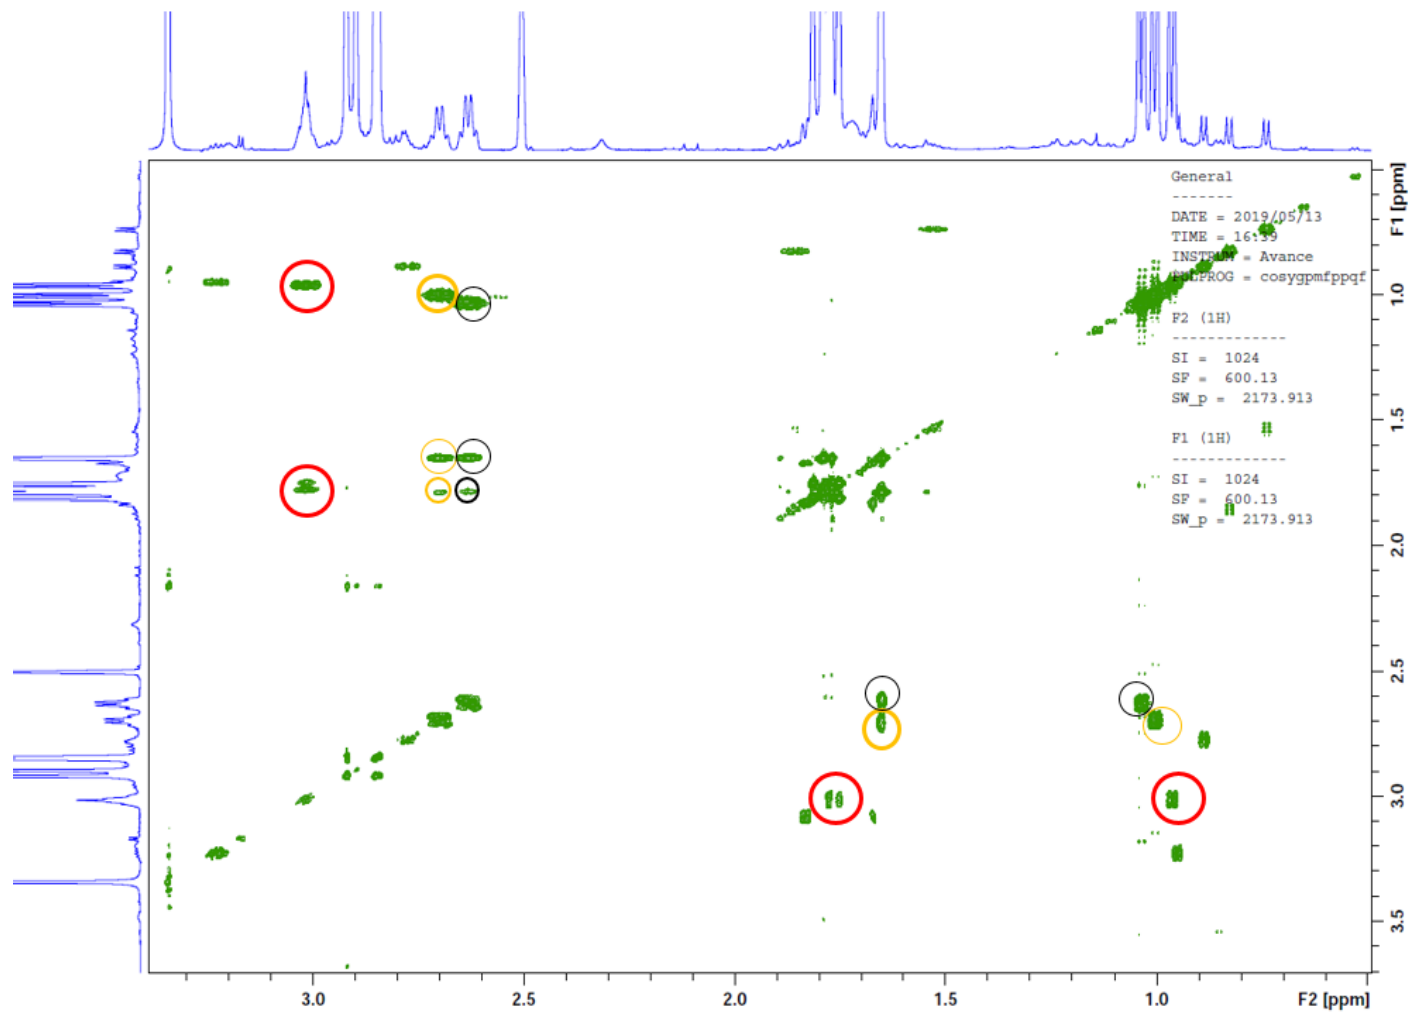 General
-------
DATE = 2019/05/13
TIME = 16:39
INSTRUM = Avance
PULPROG = cosygpmfppqf
F2 (1H)
-------------
SI = 1024
SF = 600.13
SW_p = 2173.913
F1 (1H)
-------------
SI = 1024
SF = 600.13
SW_p = 2173.913
F1 [ppm]
1.0
1.5
2.0
2.5
3.0
3.5
3.0 2.5 2.0 1.5 1.0 F2 [ppm]